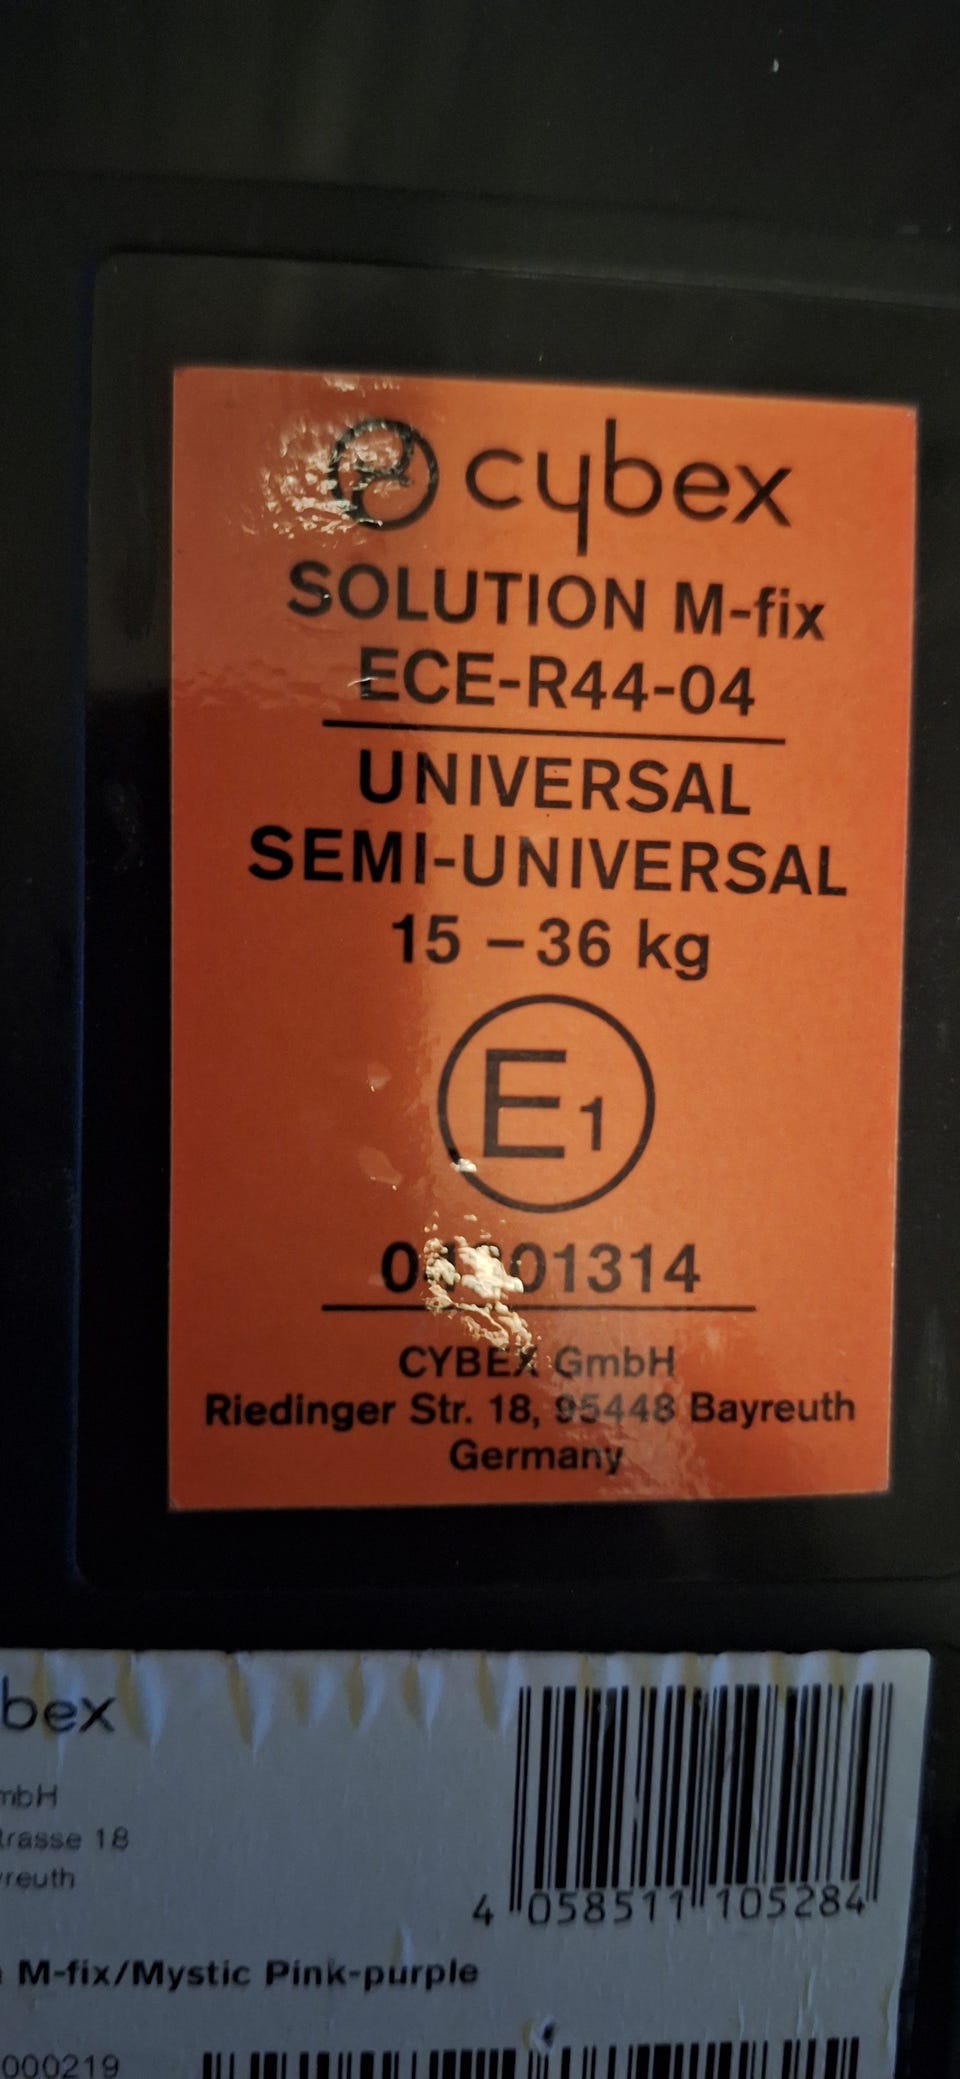 cybex
SOLUTION M-fix
ECE-R44-04
UNIVERSAL
SEMI-UNIVERSAL
15 – 36 kg
E1
CYBEX GmbH
Riedinger Str. 18, 95448 Bayreuth
Germany
bex
mbH
trasse 18
yreuth
4 058511 105284
M-fix/Mystic Pink-purple
000219